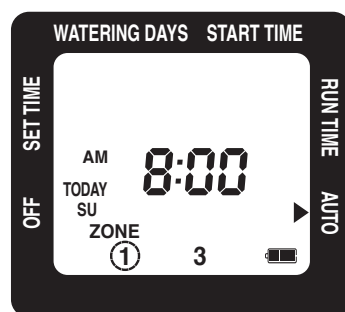 WATERING DAYS START TIME
SET TIME
OFF
RUN TIME
AUTO
AM
8:00
TODAY
SU
ZONE
1 3